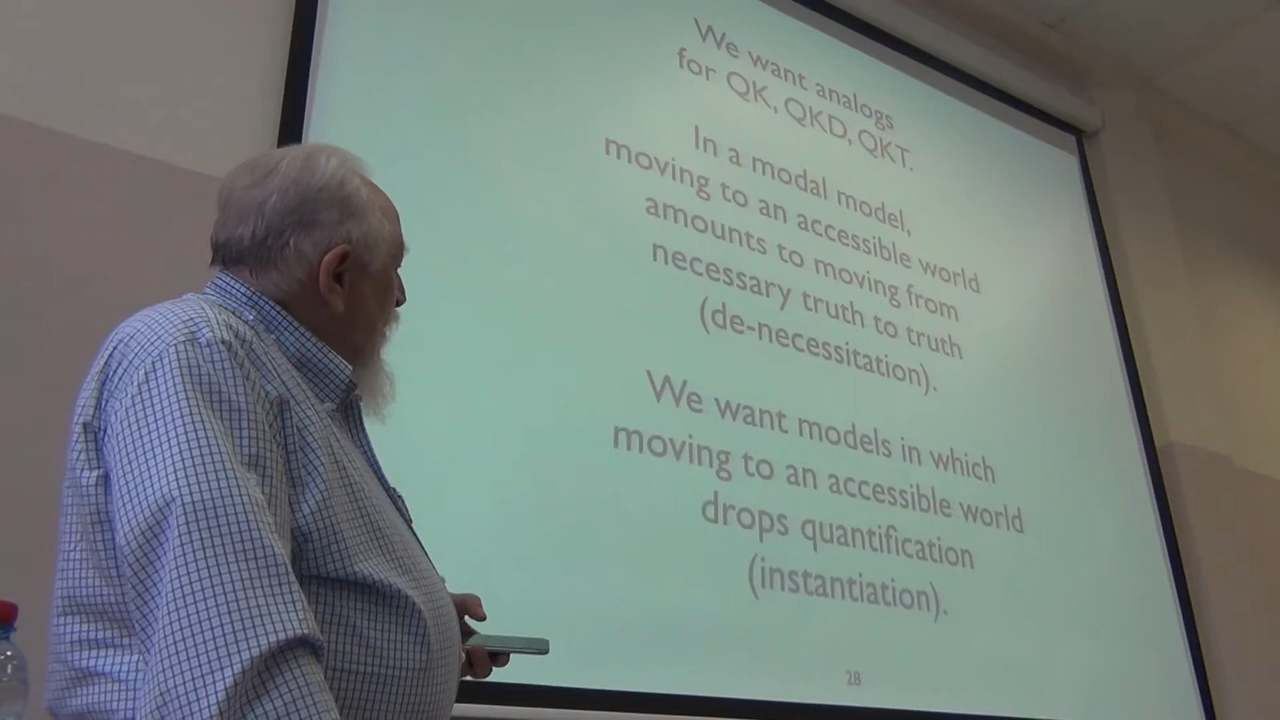 We want analogs
for QK, QKD, QKT.
In a modal model,
moving to an accessible world
amounts to moving from
necessary truth to truth
(de-necessitation).
We want models in which
moving to an accessible world
drops quantification
(instantiation).
28